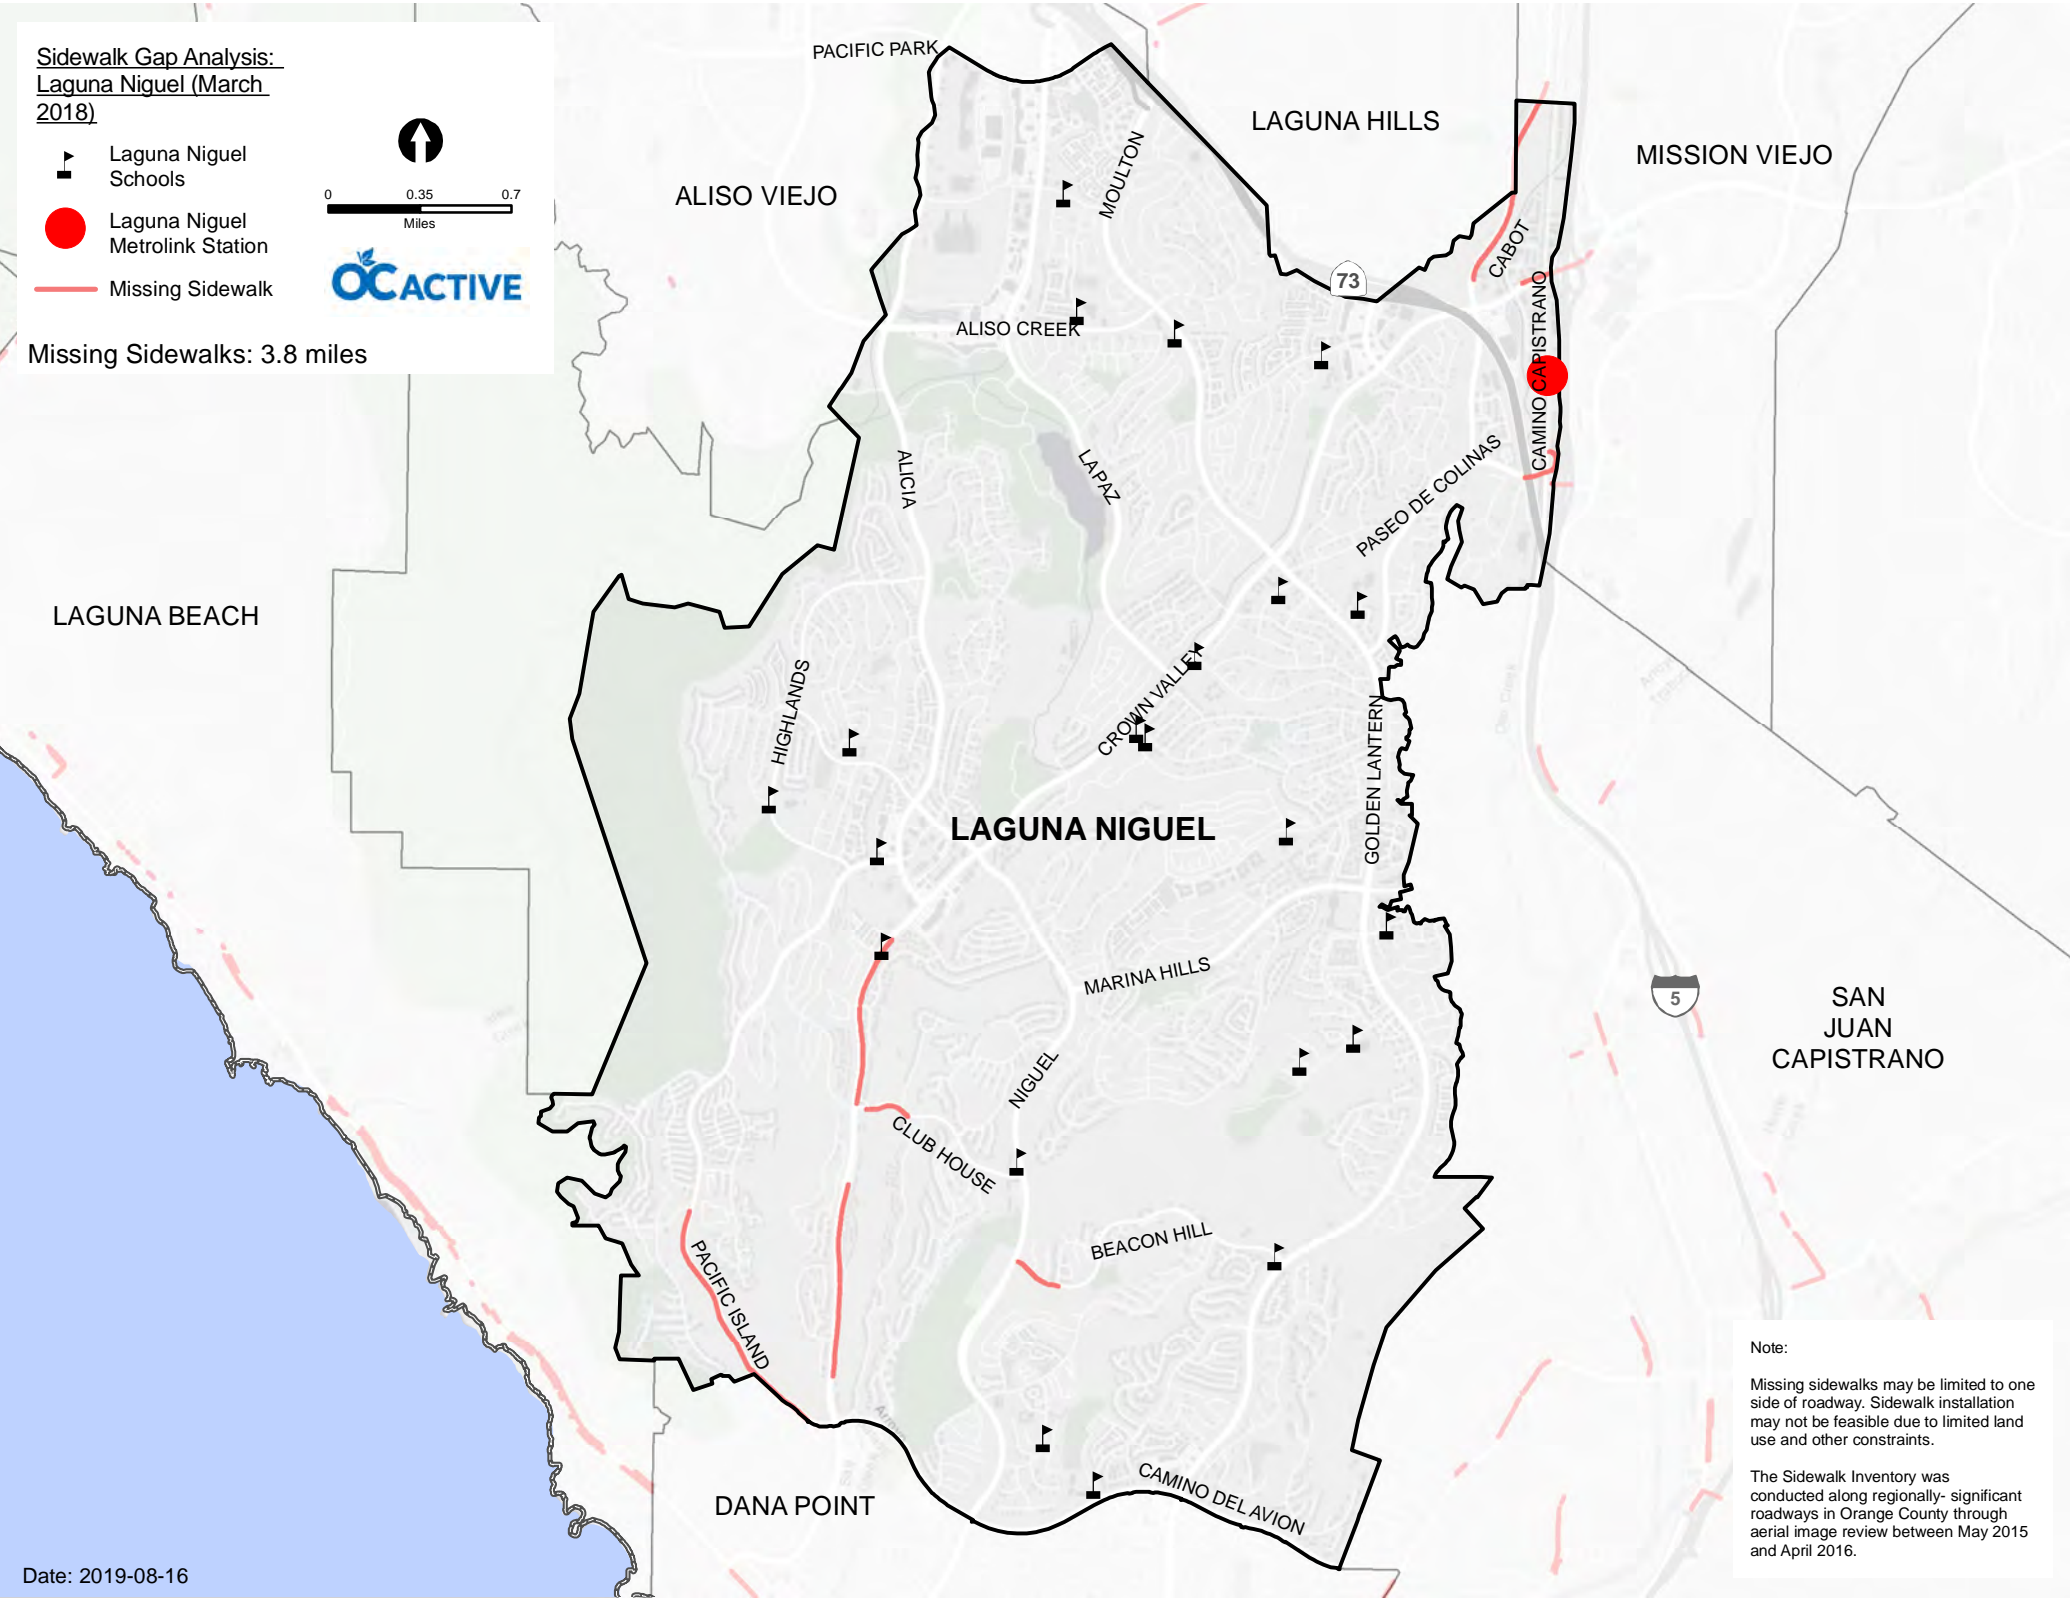 Sidewalk Gap Analysis:
Laguna Niguel (March
2018)
Laguna Niguel
Schools
Laguna Niguel
Metrolink Station
Missing Sidewalk
0 0.35 0.7
Miles
OC ACTIVE
Missing Sidewalks: 3.8 miles
PACIFIC PARK
LAGUNA HILLS
MISSION VIEJO
ALISO VIEJO
MOULTON
CABOT
73
CAMINO CAPISTRANO
ALISO CREEK
ALICIA
LA PAZ
PASEO DE COLINAS
LAGUNA BEACH
HIGHLANDS
CROWN VALLEY
GOLDEN LANTERN
LAGUNA NIGUEL
MARINA HILLS
NIGUEL
5
SAN
JUAN
CAPISTRANO
CLUB HOUSE
BEACON HILL
PACIFIC ISLAND
DANA POINT
CAMINO DEL AVION
Note:
Missing sidewalks may be limited to one
side of roadway. Sidewalk installation
may not be feasible due to limited land
use and other constraints.
The Sidewalk Inventory was
conducted along regionally- significant
roadways in Orange County through
aerial image review between May 2015
and April 2016.
Date: 2019-08-16